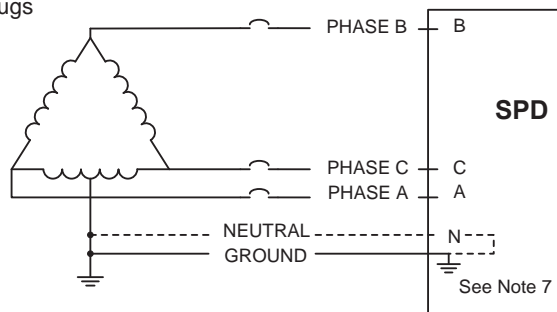 ugs
PHASE B B
SPD
PHASE C C
PHASE A A
NEUTRAL N
GROUND
See Note 7